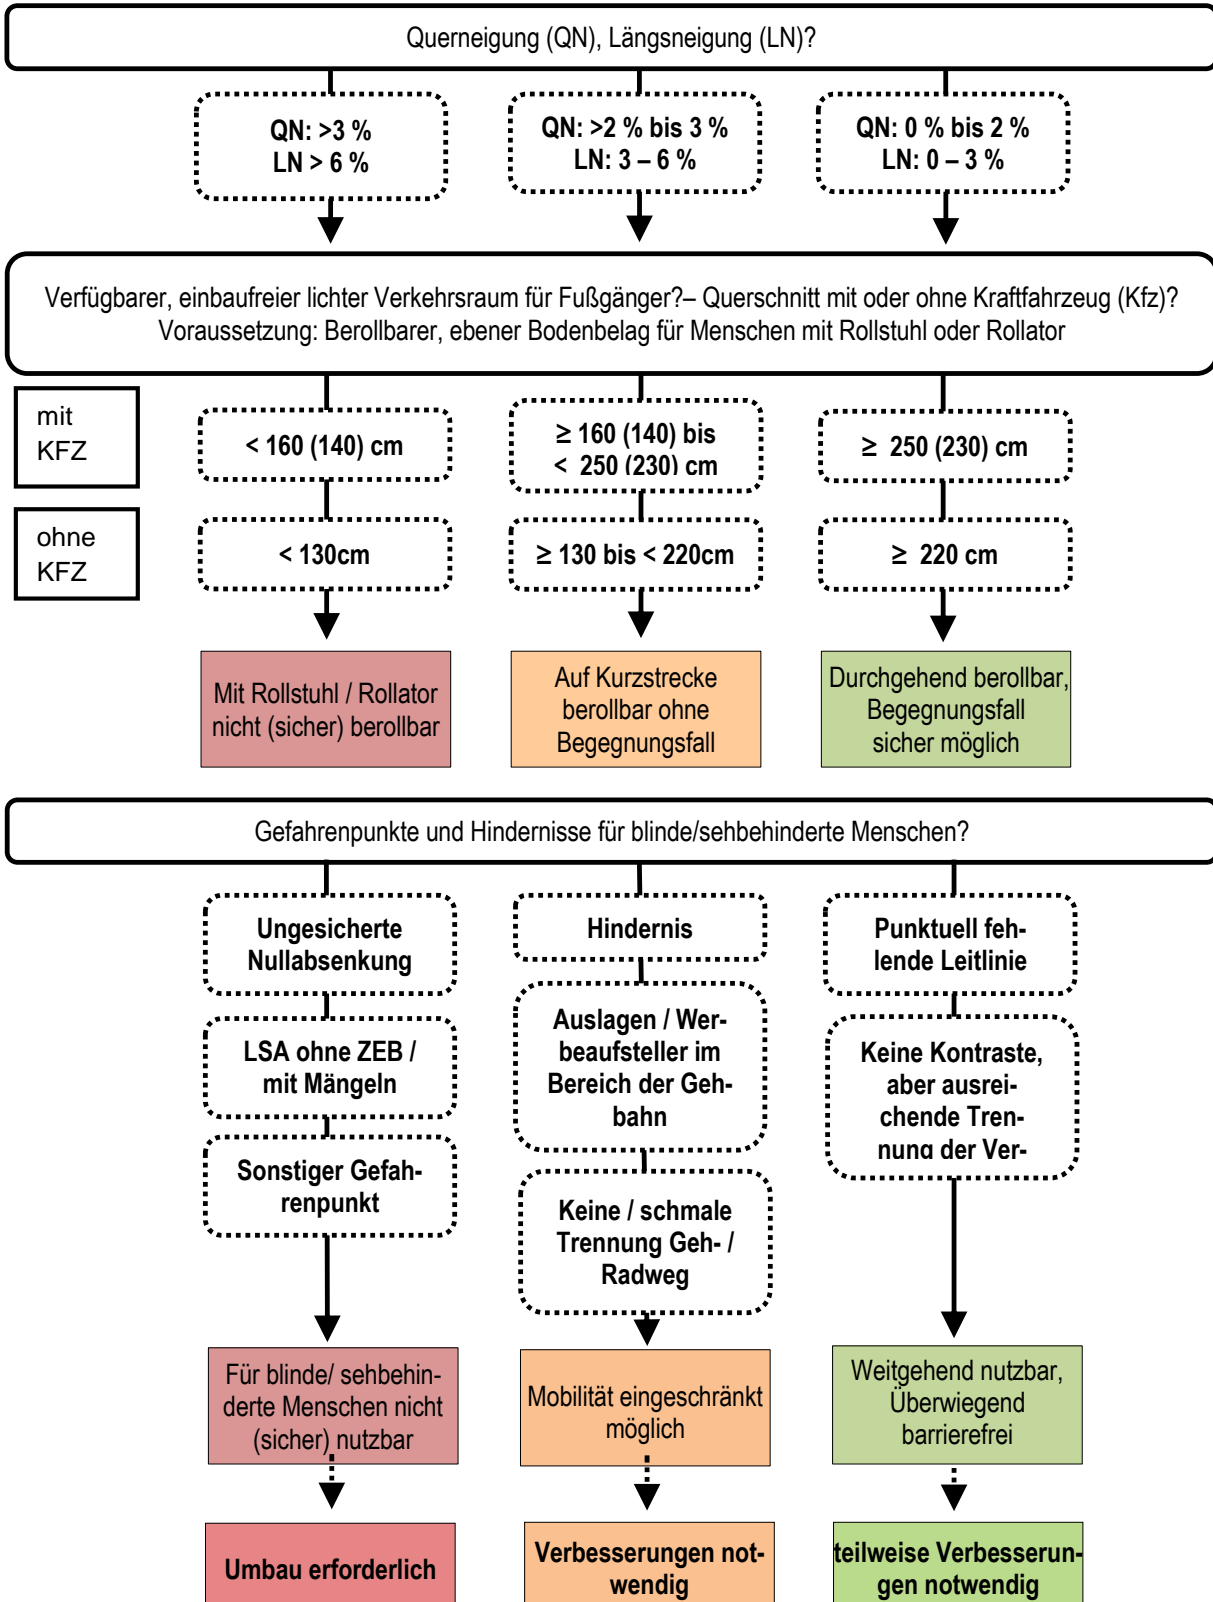 Querneigung (QN), Längsneigung (LN)?
QN: >3 %
LN > 6 %
QN: >2 % bis 3 %
LN: 3 – 6 %
QN: 0 % bis 2 %
LN: 0 – 3 %
Verfügbarer, einbaufreier lichter Verkehrsraum für Fußgänger?– Querschnitt mit oder ohne Kraftfahrzeug (Kfz)?
Voraussetzung: Berollbarer, ebener Bodenbelag für Menschen mit Rollstuhl oder Rollator
mit
KFZ
< 160 (140) cm
≥ 160 (140) bis
< 250 (230) cm
≥ 250 (230) cm
ohne
KFZ
< 130cm
≥ 130 bis < 220cm
≥ 220 cm
Mit Rollstuhl / Rollator
nicht (sicher) berollbar
Auf Kurzstrecke
berollbar ohne
Begegnungsfall
Durchgehend berollbar,
Begegnungsfall
sicher möglich
Gefahrenpunkte und Hindernisse für blinde/sehbehinderte Menschen?
Ungesicherte
Nullabsenkung
LSA ohne ZEB /
mit Mängeln
Sonstiger Gefah-
renpunkt
Hindernis
Auslagen / Wer-
beaufsteller im
Bereich der Geh-
bahn
Keine / schmale
Trennung Geh- /
Radweg
Punktuell feh-
lende Leitlinie
Keine Kontraste,
aber ausrei-
chende Tren-
nung der Ver-
Für blinde/ sehbehin-
derte Menschen nicht
(sicher) nutzbar
Mobilität eingeschränkt
möglich
Weitgehend nutzbar,
Überwiegend
barrierefrei
Umbau erforderlich
Verbesserungen not-
wendig
teilweise Verbesserun-
gen notwendig